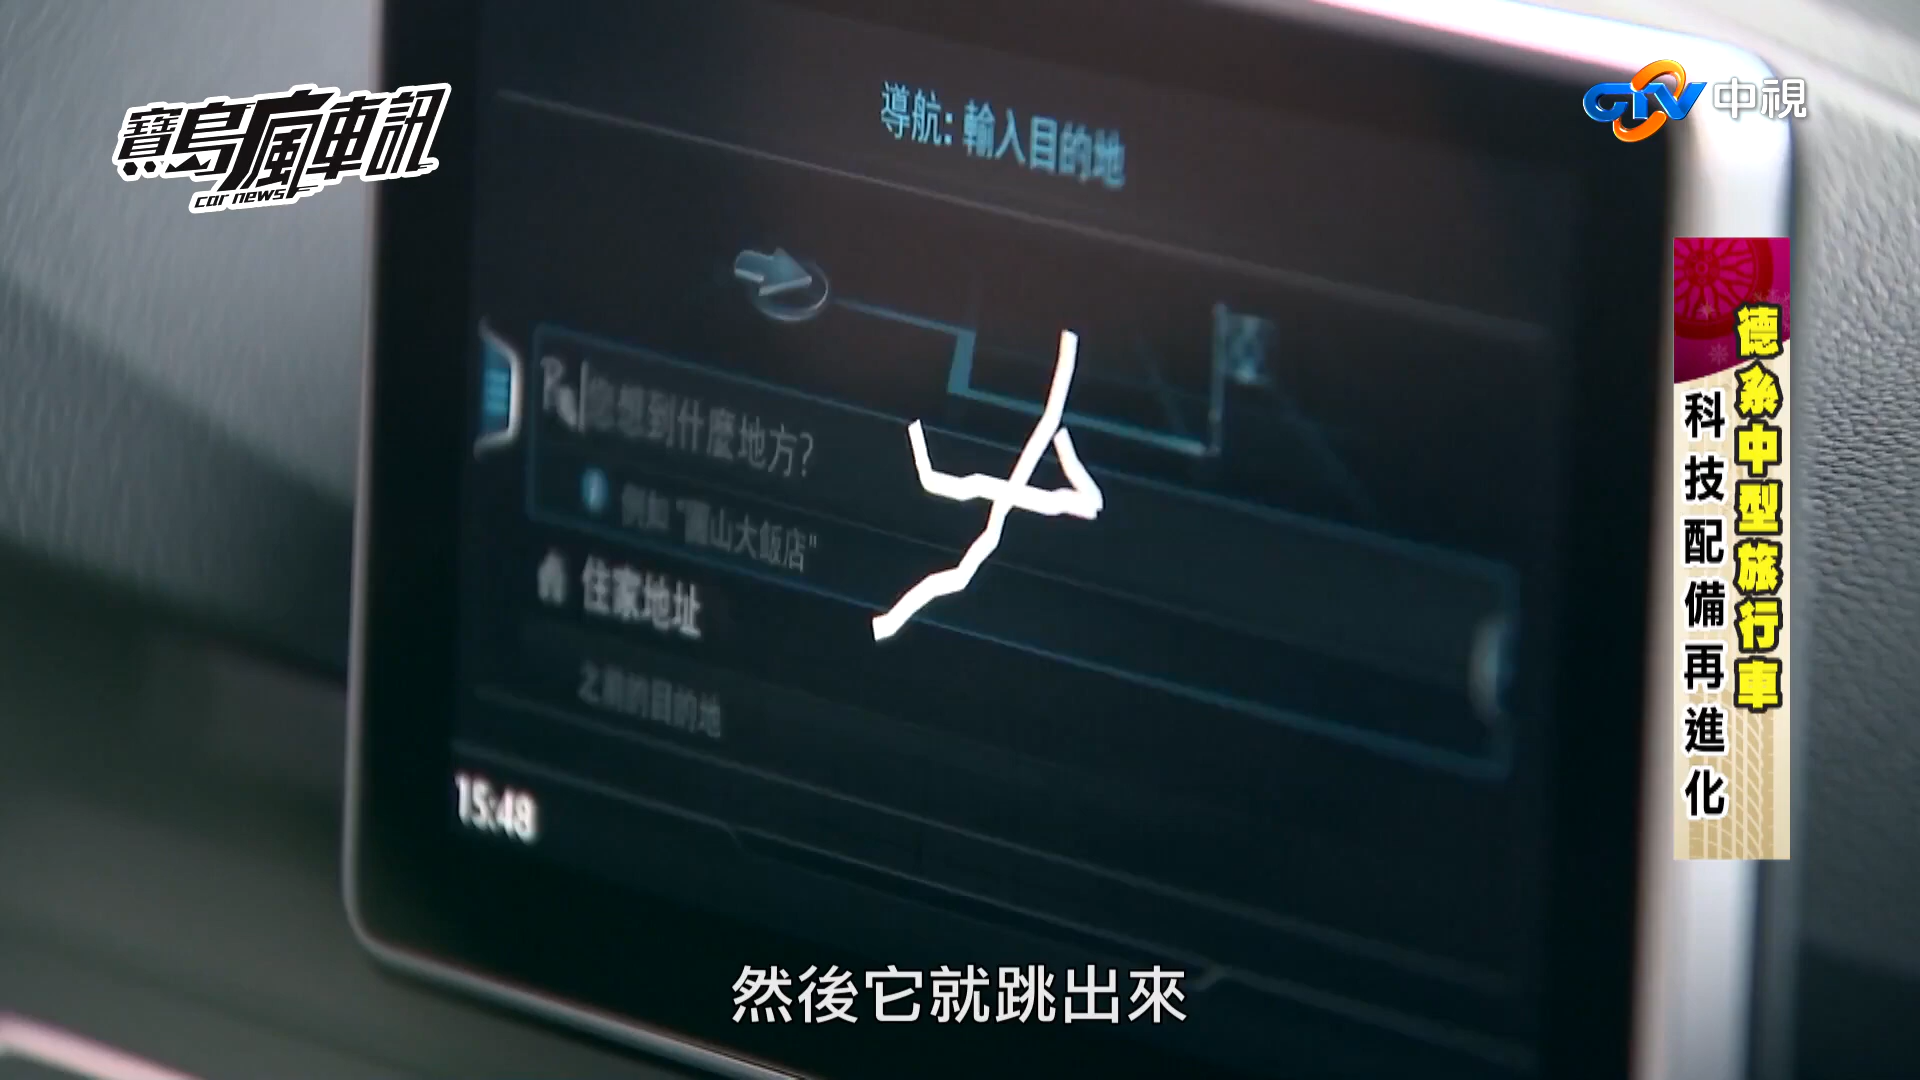 寶島瘋車訊
car news
中視
CTV
導航: 輸入目的地
您想到什麼地方?
例如 "圓山大飯店"
住家地址
之前的目的地
15:48
德系中型旅行車
科技配備再進化
然後它就跳出來